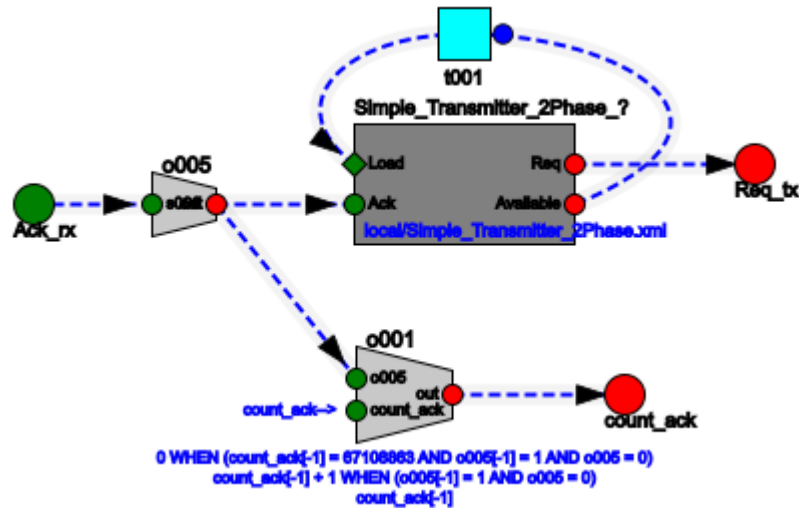 t001
Simple_Transmitter_2Phase_?
Load
Req
Req_tx
o005
Ack_rx
Ack
Available
local/Simple_Transmitter_2Phase.xml
o001
o005
out
count_ack-->
count_ack
count_ack
0 WHEN (count_ack[-1] = 67108863 AND o005[-1] = 1 AND o005 = 0)
count_ack[-1] + 1 WHEN (o005[-1] = 1 AND o005 = 0)
count_ack[-1]